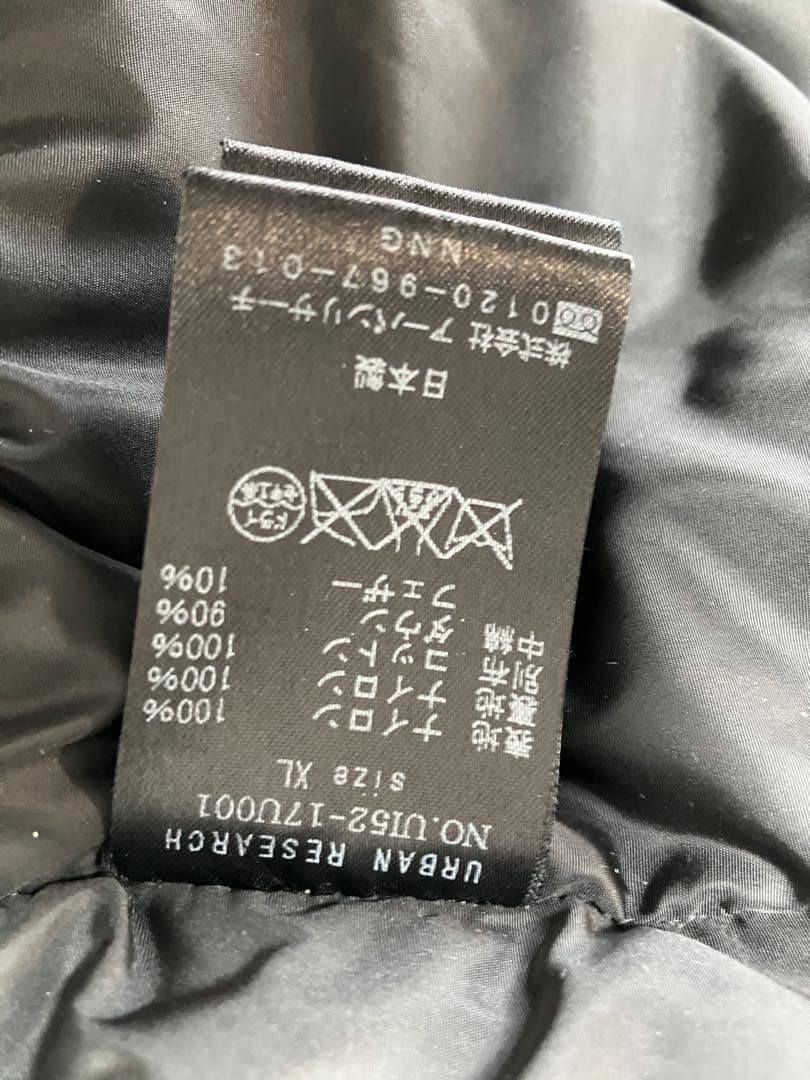 URBAN RESEARCH
NO.UI52-17U001
size XL
表地 ナイロン 100%
裏地 ナイロン 100%
別布 コットン 100%
中綿 ダウン 90%
フェザー 10%
ドライ
日本製
株式会社 アーバンリサーチ
0120-967-013
NNG